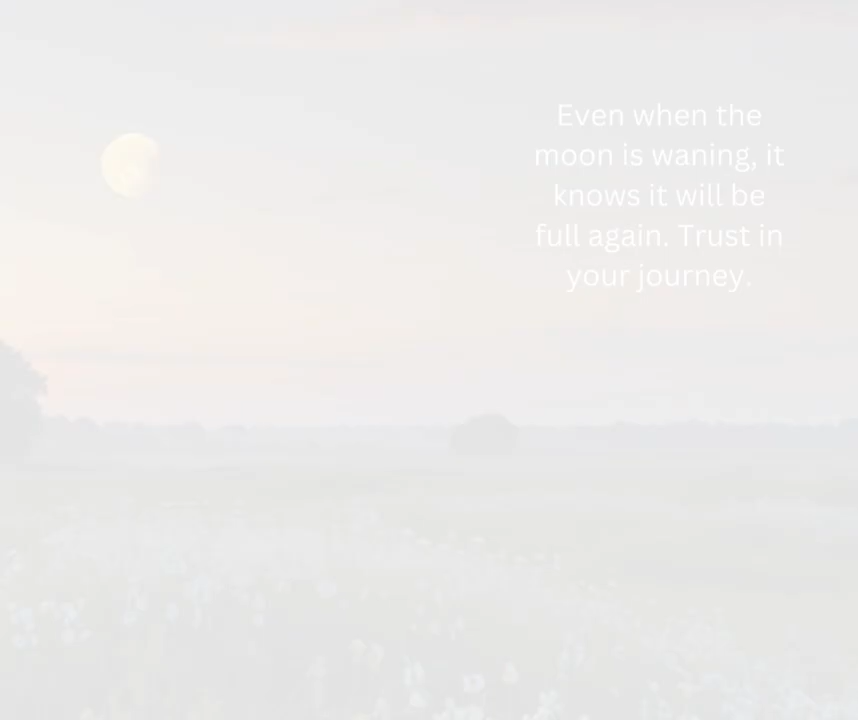 Even when the
moon is waning, it
knows it will be
full again. Trust in
your journey.